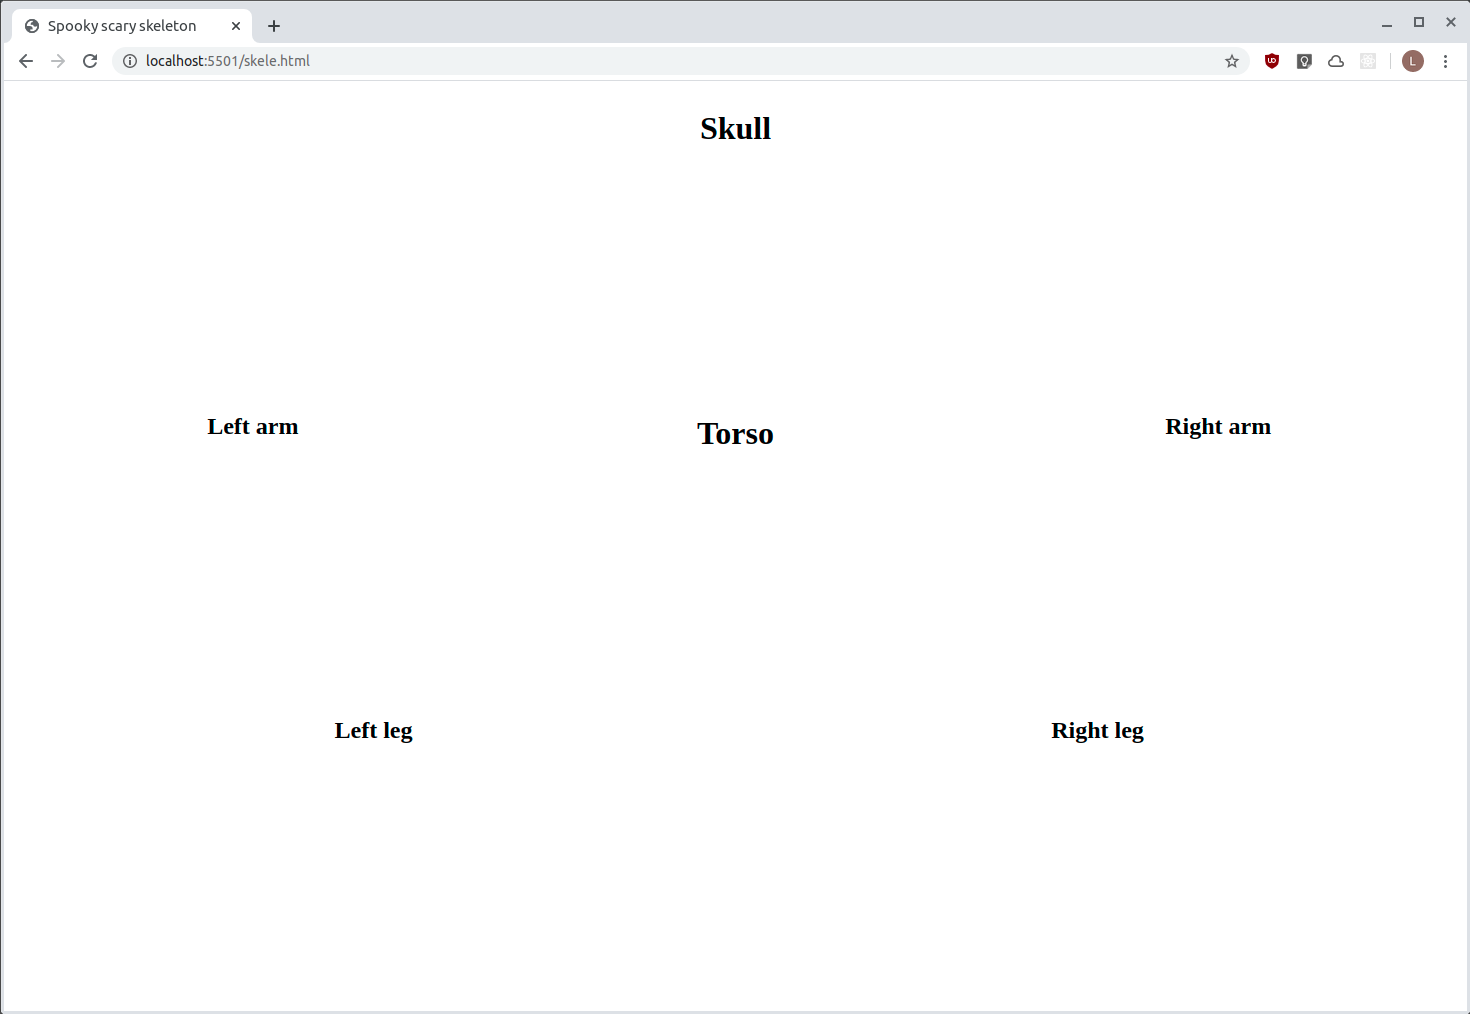 Spooky scary skeleton
localhost:5501/skele.html
L
Skull
Left arm Torso Right arm
Left leg Right leg